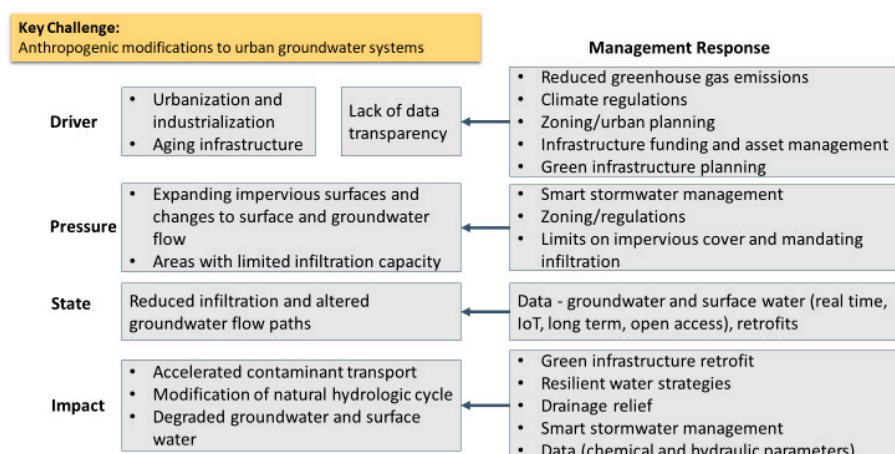 Key Challenge:
Anthropogenic modifications to urban groundwater systems
Management Response
Driver
• Urbanization and
industrialization
• Aging infrastructure
Lack of data
transparency
• Reduced greenhouse gas emissions
• Climate regulations
• Zoning/urban planning
• Infrastructure funding and asset management
• Green infrastructure planning
Pressure
• Expanding impervious surfaces and
changes to surface and groundwater
flow
• Areas with limited infiltration capacity
• Smart stormwater management
• Zoning/regulations
• Limits on impervious cover and mandating
infiltration
State
Reduced infiltration and altered
groundwater flow paths
Data - groundwater and surface water (real time,
IoT, long term, open access), retrofits
Impact
• Accelerated contaminant transport
• Modification of natural hydrologic cycle
• Degraded groundwater and surface
water
• Green infrastructure retrofit
• Resilient water strategies
• Drainage relief
• Smart stormwater management
• Data (chemical and hydraulic parameters)